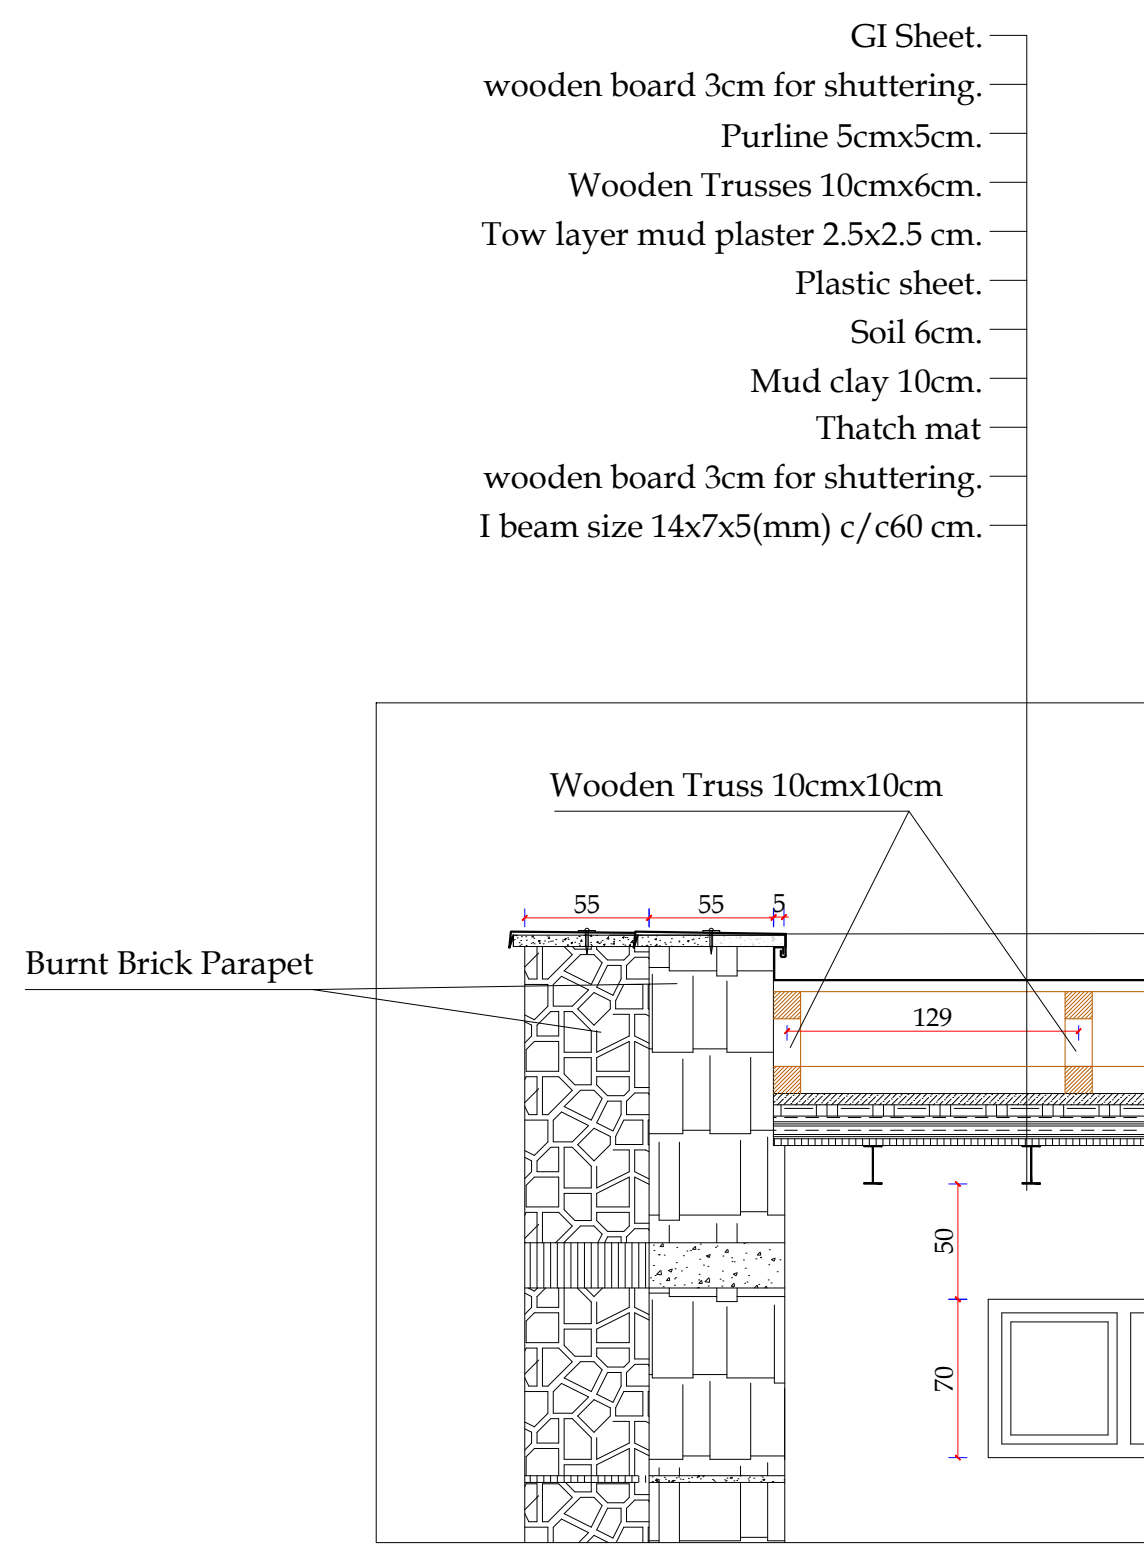 GI Sheet.
wooden board 3cm for shuttering.
Purline 5cmx5cm.
Wooden Trusses 10cmx6cm.
Tow layer mud plaster 2.5x2.5 cm.
Plastic sheet.
Soil 6cm.
Mud clay 10cm.
Thatch mat
wooden board 3cm for shuttering.
I beam size 14x7x5(mm) c/c60 cm.
Wooden Truss 10cmx10cm
55
55
5
Burnt Brick Parapet
129
50
70